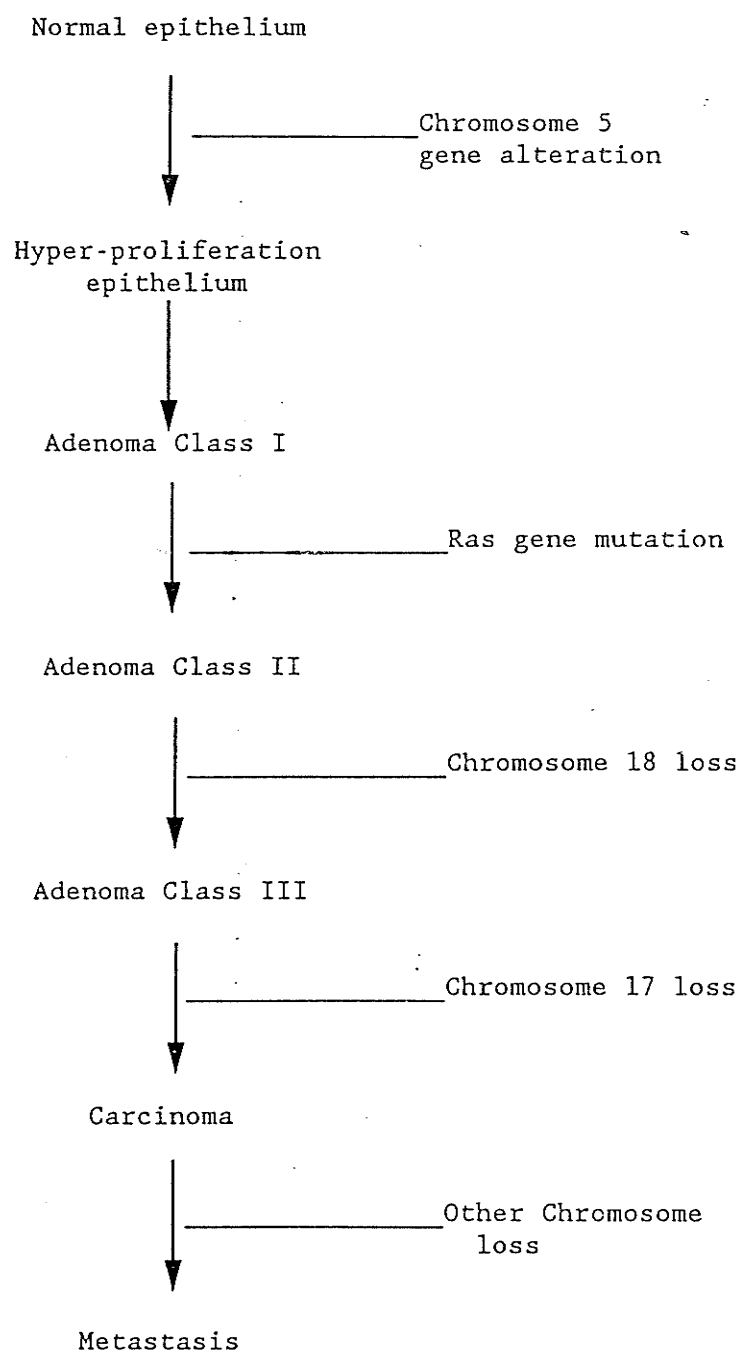 Normal epithelium
Chromosome 5
gene alteration
Hyper-proliferation
epithelium
Adenoma Class I
Ras gene mutation
Adenoma Class II
Chromosome 18 loss
Adenoma Class III
Chromosome 17 loss
Carcinoma
Other Chromosome
loss
Metastasis